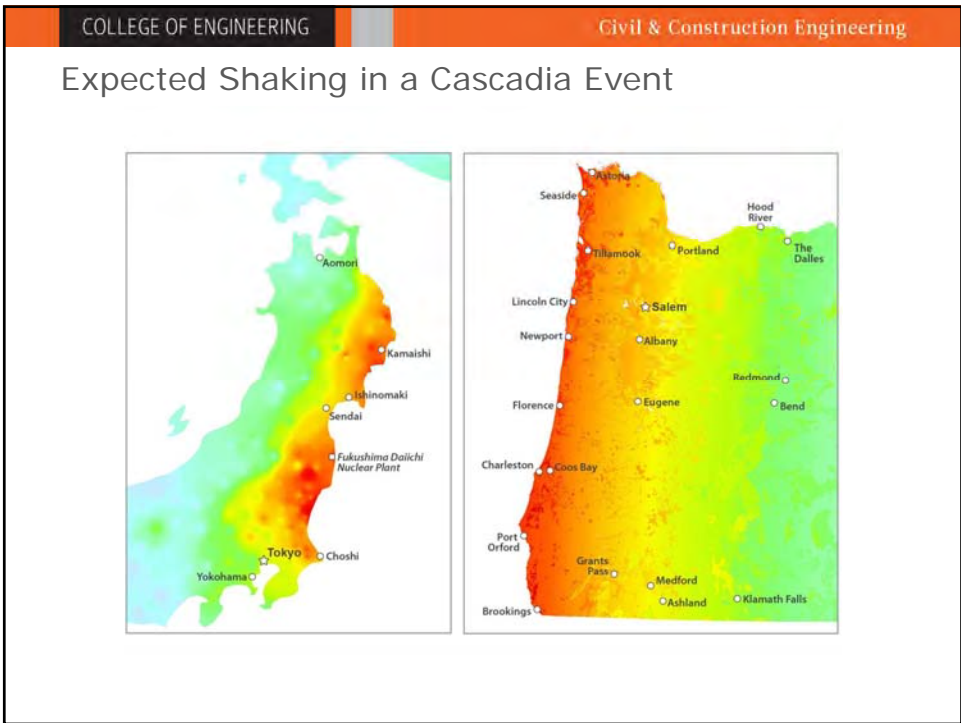 COLLEGE OF ENGINEERING
Civil & Construction Engineering
Expected Shaking in a Cascadia Event
Aomori
Kamaishi
Ishinomaki
Sendai
Fukushima Daiichi
Nuclear Plant
Tokyo
Choshi
Yokohama
Astoria
Seaside
Hood
River
Tillamook
Portland
The
Dalles
Lincoln City
Salem
Newport
Albany
Redmond
Florence
Eugene
Bend
Charleston
Coos Bay
Port
Orford
Grants
Pass
Medford
Ashland
Klamath Falls
Brookings